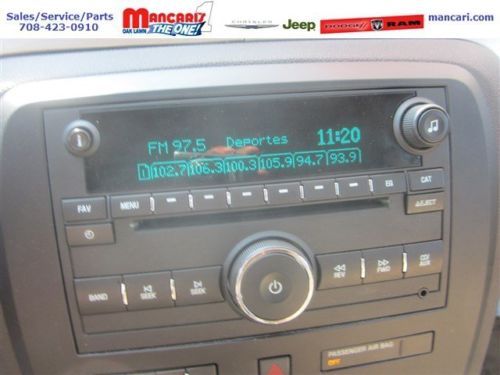 Sales/Service/Parts
708-423-0910
MANCARI'Z
OAK LAWN THE ONE!
1
CHRYSLER Jeep DODGE RAM
mancari.com
i
FM 97.5 Deportes 11:20
1 102.7 106.3 100.3 105.9 94.7 93.9
FAV MENU CAT
EJECT
BAND SEEK SEEK REV FWD AUX
PASSENGER AIR BAG
OFF